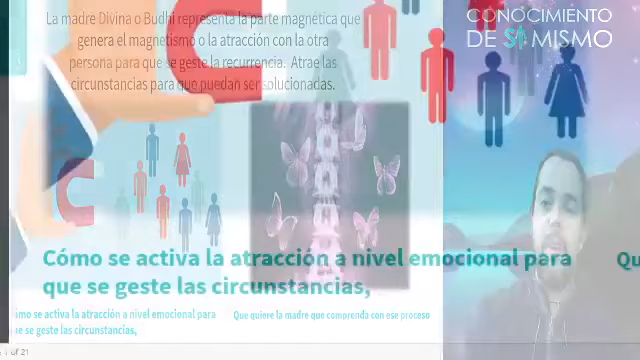 La madre Divina o Budhi representa la parte magnética que
genera el magnetismo o la atracción con la otra
persona para que se geste la recurrencia. Atrae las
circunstancias para que puedan ser solucionadas.
CONOCIMIENTO
DE SÍ MISMO
Cómo se activa la atracción a nivel emocional para
que se geste las circunstancias,
Qu
ómo se activa la atracción a nivel emocional para
ue se geste las circunstancias,
Que quiere la madre que comprenda con ese proceso
1 of 21